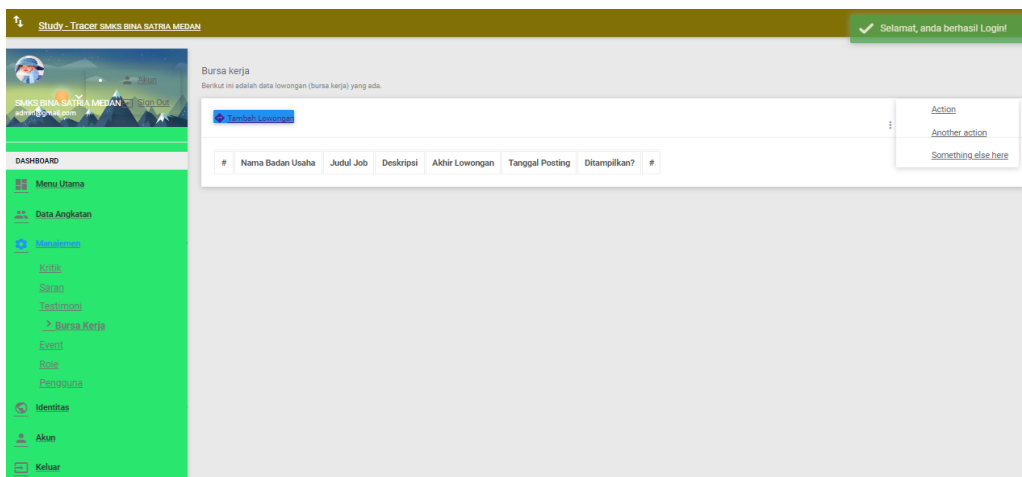 Study - Tracer SMKS BINA SATRIA MEDAN
Selamat, anda berhasil Login!
Akun
SMKS BINA SATRIA MEDAN
Sign Out
admin@gmail.com
DASHBOARD
Menu Utama
Data Angkatan
Manajemen
Kritik
Saran
Testimoni
Bursa Kerja
Event
Role
Pengguna
Identitas
Akun
Keluar
Bursa kerja
Berikut ini adalah data lowongan (bursa kerja) yang ada.
Tambah Lowongan
Action
Another action
Something else here
# Nama Badan Usaha Judul Job Deskripsi Akhir Lowongan Tanggal Posting Ditampilkan? #